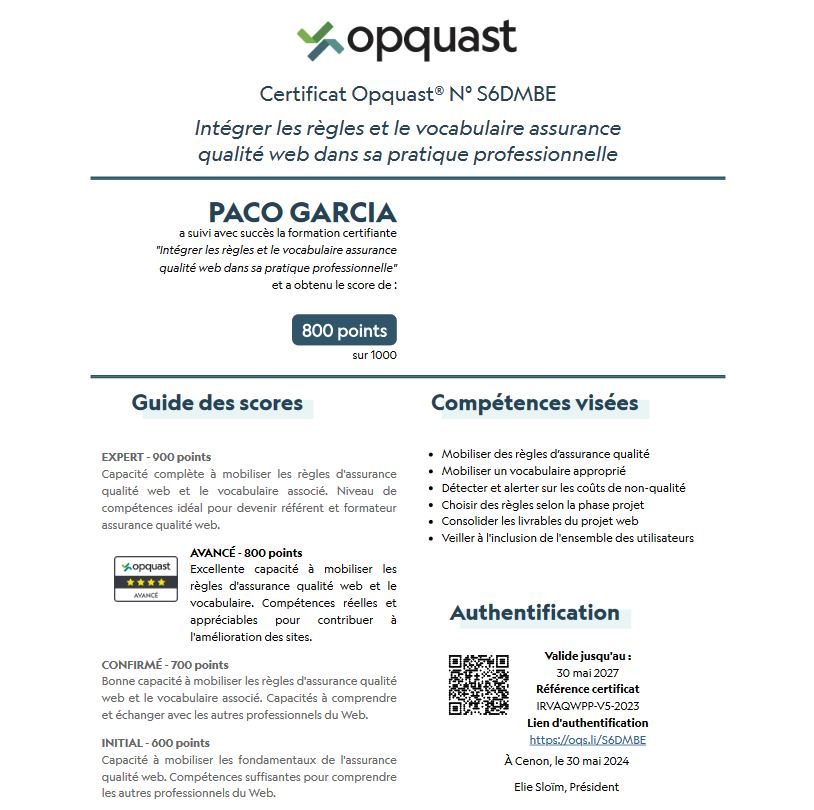 opquast
Certificat Opquast® N° S6DMBE
Intégrer les règles et le vocabulaire assurance
qualité web dans sa pratique professionnelle
PACO GARCIA
a suivi avec succès la formation certifiante
"Intégrer les règles et le vocabulaire assurance
qualité web dans sa pratique professionnelle"
et a obtenu le score de :
800 points
sur 1000
Guide des scores
EXPERT - 900 points
Capacité complète à mobiliser les règles d'assurance
qualité web et le vocabulaire associé. Niveau de
compétences idéal pour devenir référent et formateur
assurance qualité web.
opquast
AVANCÉ
AVANCÉ - 800 points
Excellente capacité à mobiliser les
règles d'assurance qualité web et le
vocabulaire. Compétences réelles et
appréciables pour contribuer à
l'amélioration des sites.
CONFIRMÉ - 700 points
Bonne capacité à mobiliser les règles d'assurance qualité
web et le vocabulaire associé. Capacités à comprendre
et échanger avec les autres professionnels du Web.
INITIAL - 600 points
Capacité à mobiliser les fondamentaux de l'assurance
qualité web. Compétences suffisantes pour comprendre
les autres professionnels du Web.
Compétences visées
• Mobiliser des règles d'assurance qualité
• Mobiliser un vocabulaire approprié
• Détecter et alerter sur les coûts de non-qualité
• Choisir des règles selon la phase projet
• Consolider les livrables du projet web
• Veiller à l'inclusion de l'ensemble des utilisateurs
Authentification
Valide jusqu'au :
30 mai 2027
Référence certificat
IRVAQWPP-V5-2023
Lien d'authentification
https://oqs.li/S6DMBE
À Cenon, le 30 mai 2024
Elie Sloïm, Président